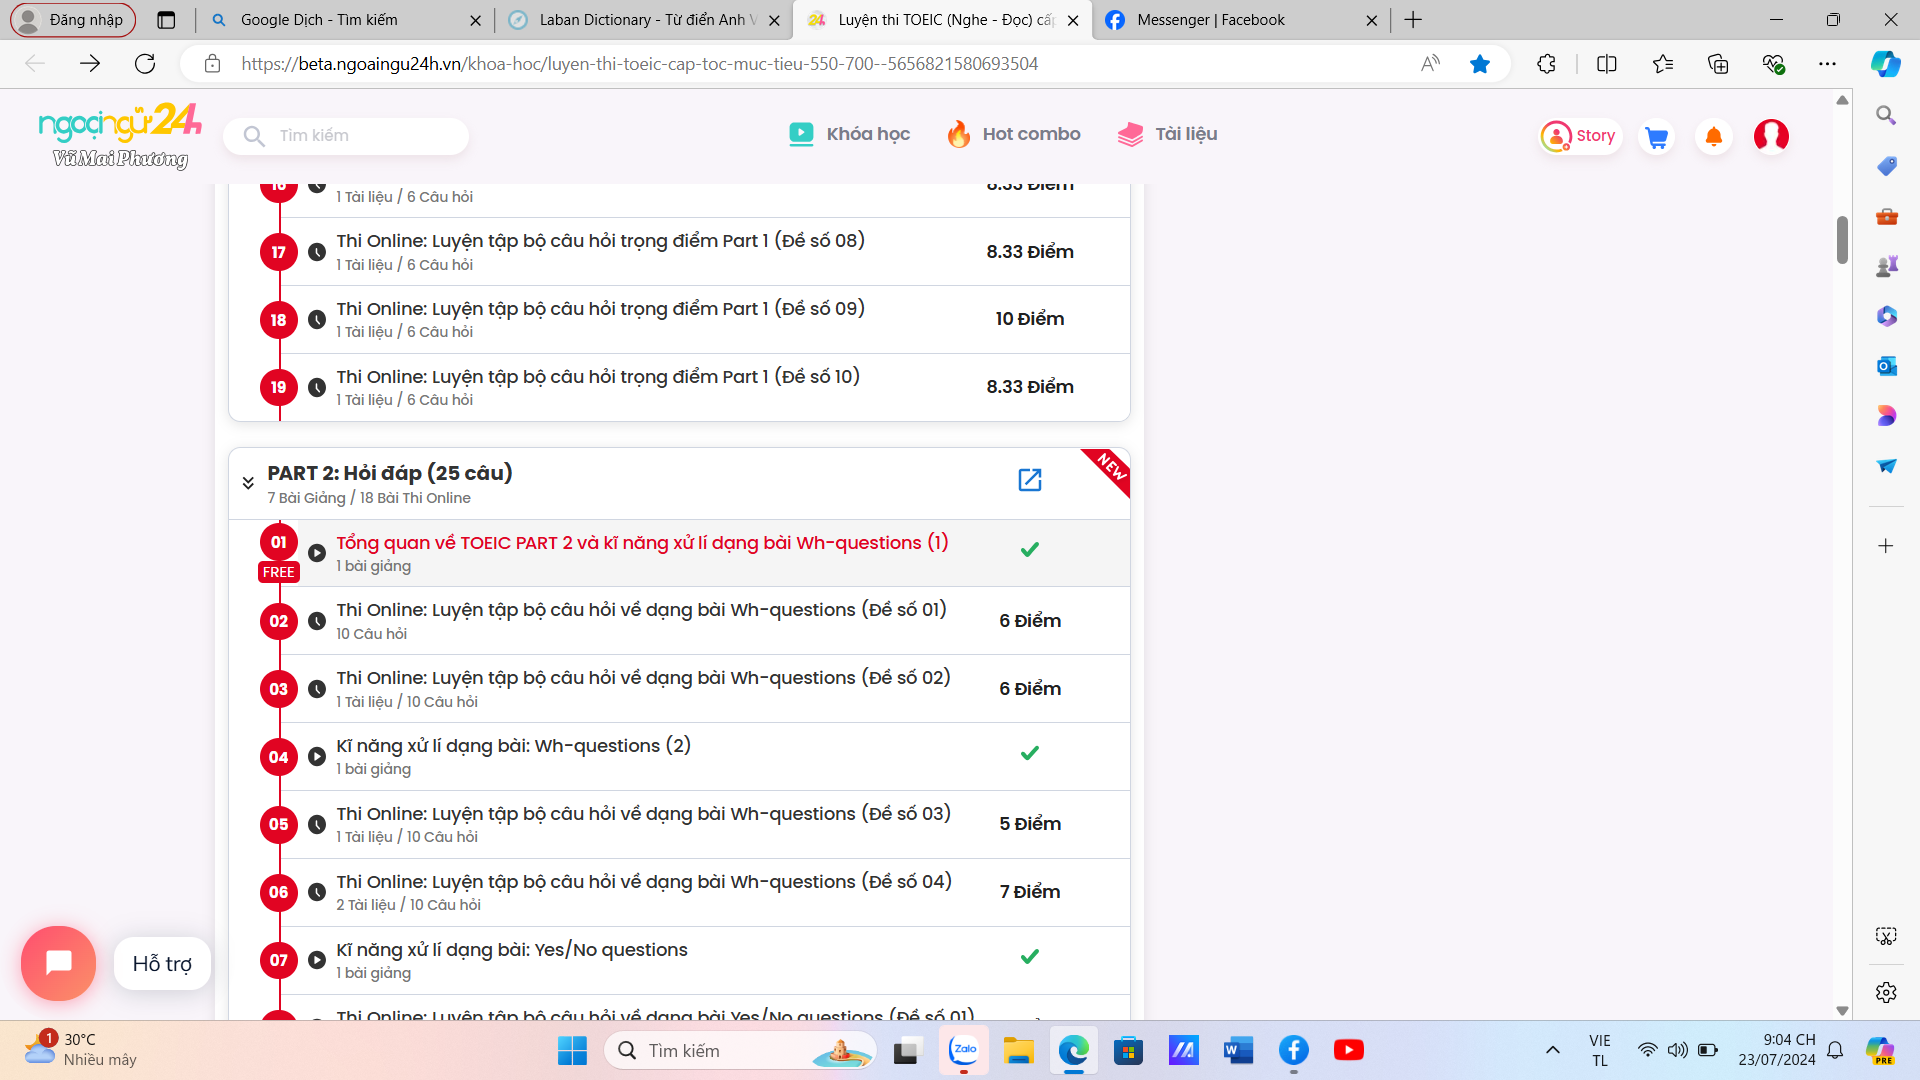 Đăng nhập
Google Dịch - Tìm kiếm
Laban Dictionary - Từ điển Anh V
Luyện thi TOEIC (Nghe - Đọc) cấp
Messenger | Facebook
https://beta.ngoaingu24h.vn/khoa-hoc/luyen-thi-toeic-cap-toc-muc-tieu-550-700--5656821580693504
ngoạingữ24h
Vũ Mai Phương
Tìm kiếm
Khóa học
Hot combo
Tài liệu
Story
16
1 Tài liệu / 6 Câu hỏi
8.33 Điểm
17
Thi Online: Luyện tập bộ câu hỏi trọng điểm Part 1 (Đề số 08)
1 Tài liệu / 6 Câu hỏi
8.33 Điểm
18
Thi Online: Luyện tập bộ câu hỏi trọng điểm Part 1 (Đề số 09)
1 Tài liệu / 6 Câu hỏi
10 Điểm
19
Thi Online: Luyện tập bộ câu hỏi trọng điểm Part 1 (Đề số 10)
1 Tài liệu / 6 Câu hỏi
8.33 Điểm
PART 2: Hỏi đáp (25 câu)
7 Bài Giảng / 18 Bài Thi Online
NEW
01
FREE
Tổng quan về TOEIC PART 2 và kĩ năng xử lí dạng bài Wh-questions (1)
1 bài giảng
02
Thi Online: Luyện tập bộ câu hỏi về dạng bài Wh-questions (Đề số 01)
10 Câu hỏi
6 Điểm
03
Thi Online: Luyện tập bộ câu hỏi về dạng bài Wh-questions (Đề số 02)
1 Tài liệu / 10 Câu hỏi
6 Điểm
04
Kĩ năng xử lí dạng bài: Wh-questions (2)
1 bài giảng
05
Thi Online: Luyện tập bộ câu hỏi về dạng bài Wh-questions (Đề số 03)
1 Tài liệu / 10 Câu hỏi
5 Điểm
06
Thi Online: Luyện tập bộ câu hỏi về dạng bài Wh-questions (Đề số 04)
2 Tài liệu / 10 Câu hỏi
7 Điểm
07
Kĩ năng xử lí dạng bài: Yes/No questions
1 bài giảng
Thi Online: Luyện tập bộ câu hỏi về dạng bài Yes/No questions (Đề số 01)
Hỗ trợ
1
30°C
Nhiều mây
Tìm kiếm
Zalo
VIE
TL
9:04 CH
23/07/2024
PRE